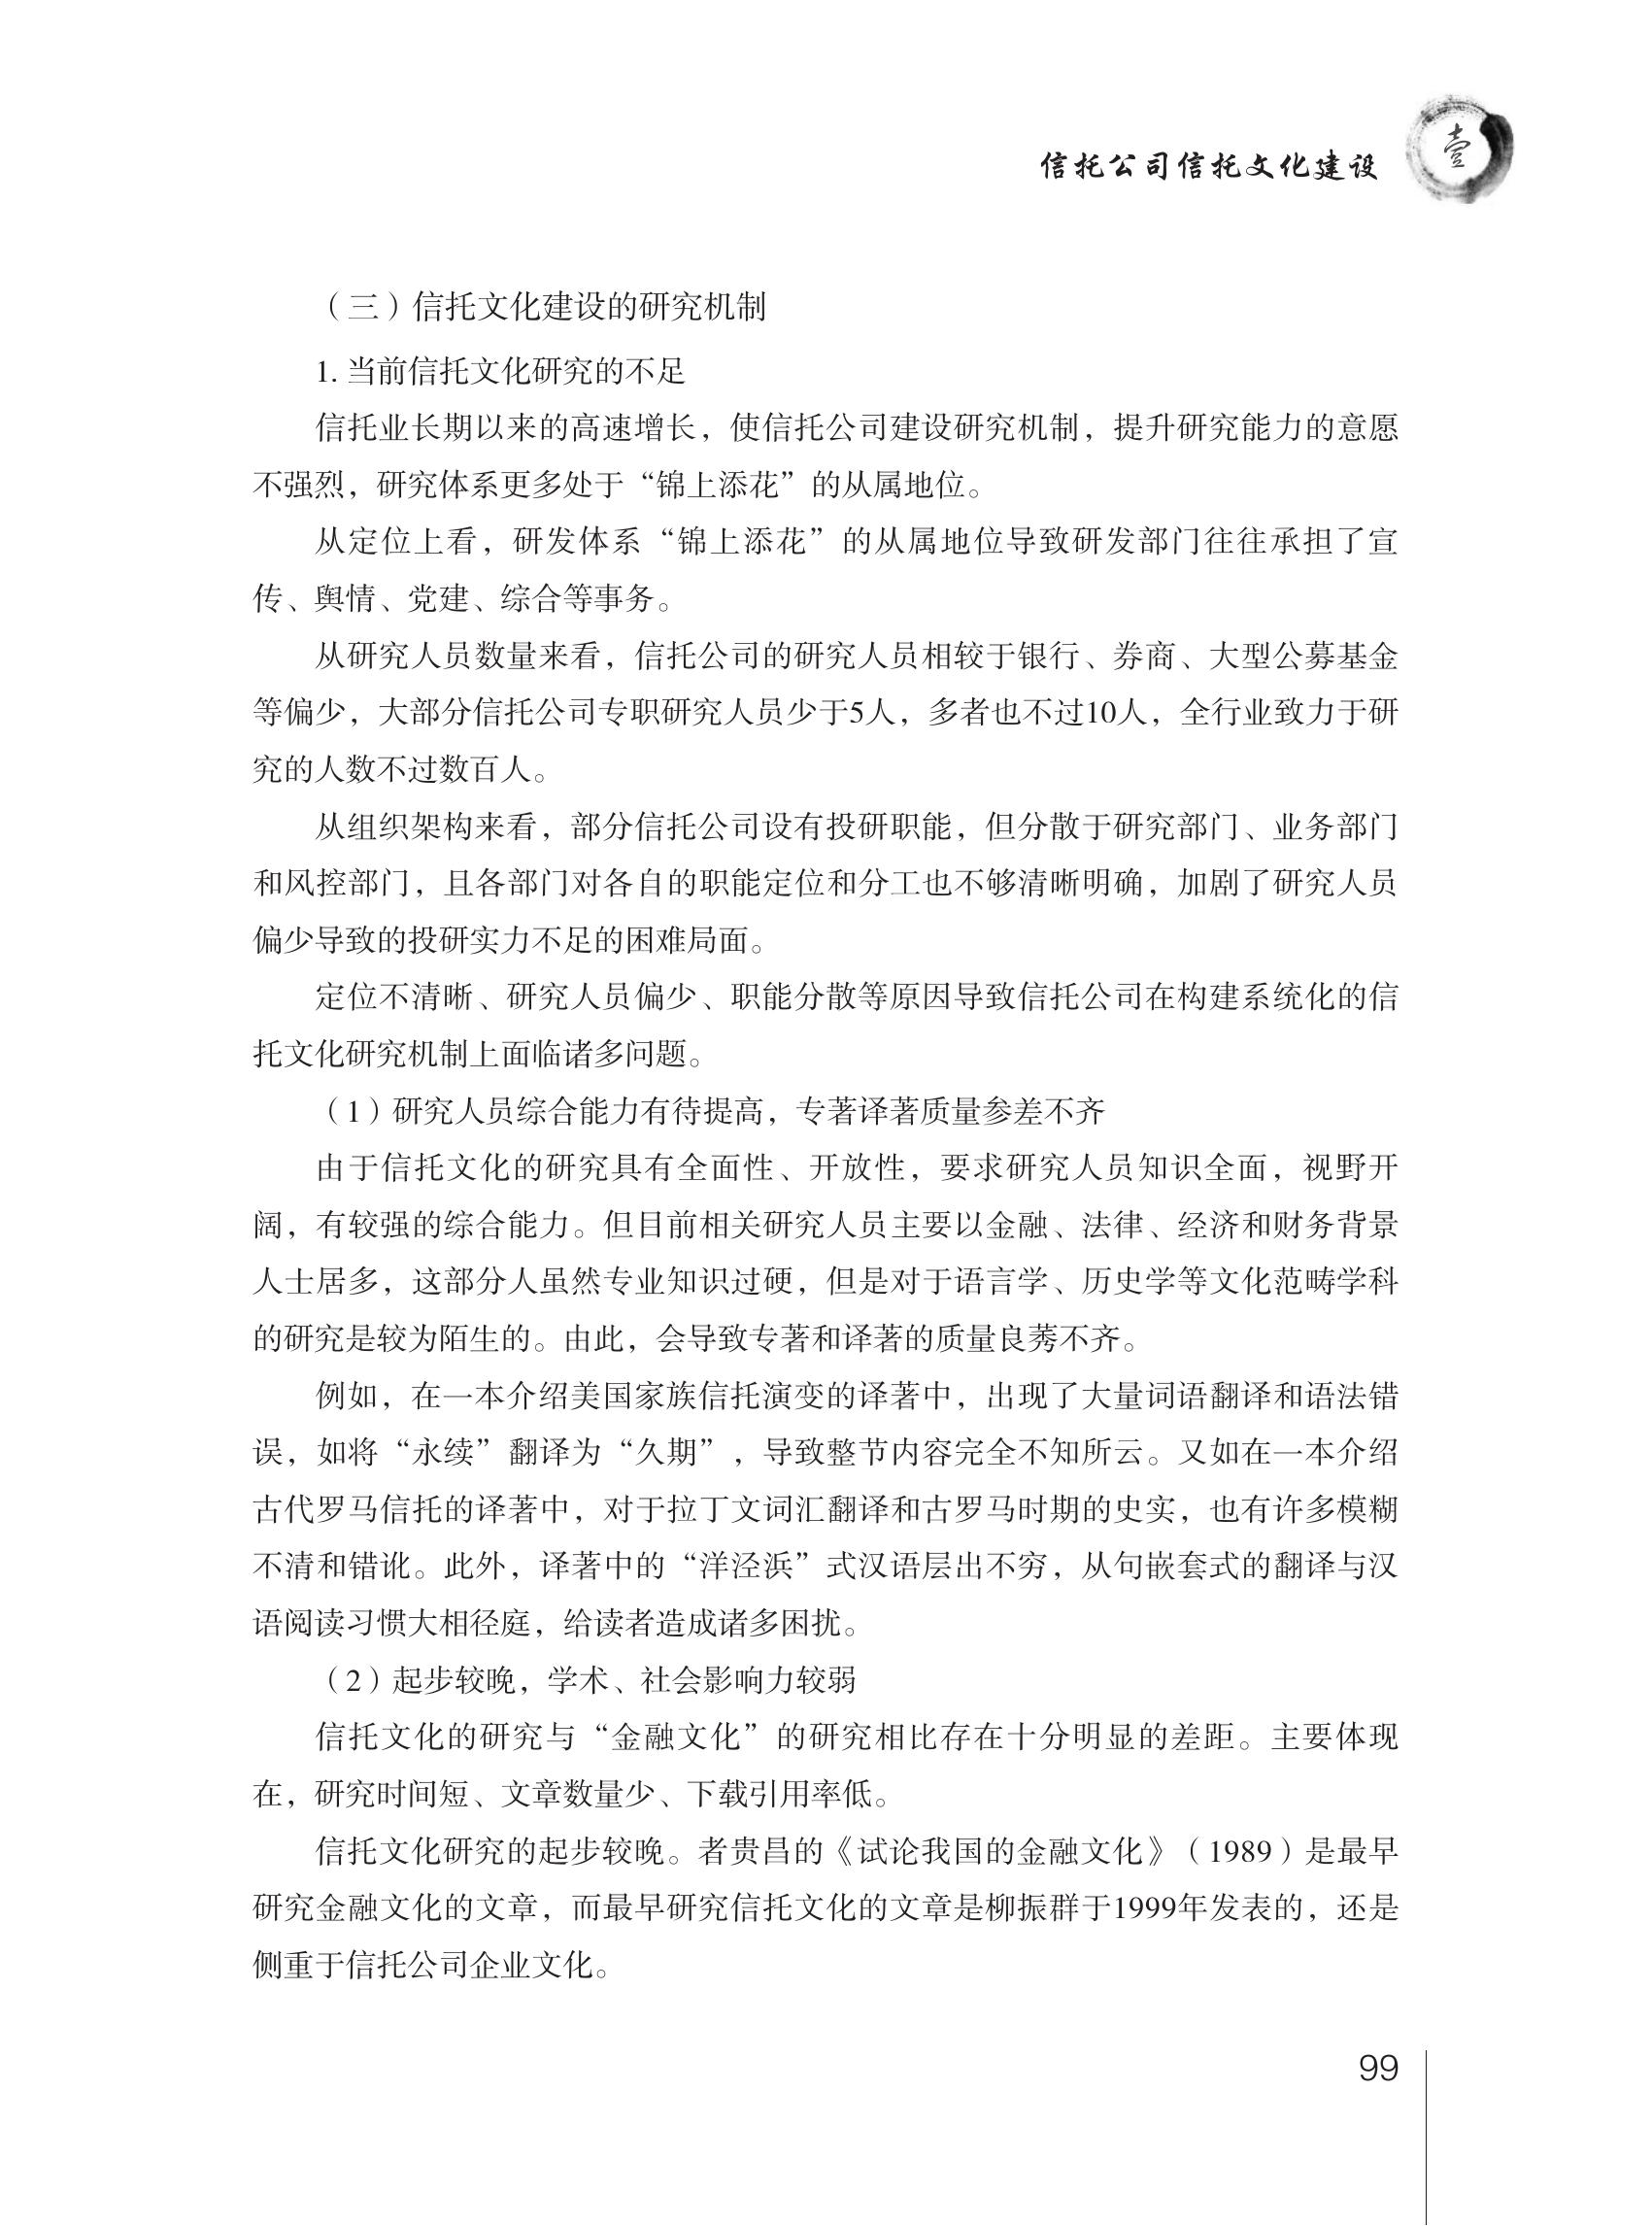 信托公司信托文化建设
壹
（三）信托文化建设的研究机制
1. 当前信托文化研究的不足
信托业长期以来的高速增长，使信托公司建设研究机制，提升研究能力的意愿
不强烈，研究体系更多处于“锦上添花”的从属地位。
从定位上看，研发体系“锦上添花”的从属地位导致研发部门往往承担了宣
传、舆情、党建、综合等事务。
从研究人员数量来看，信托公司的研究人员相较于银行、券商、大型公募基金
等偏少，大部分信托公司专职研究人员少于5人，多者也不过10人，全行业致力于研
究的人数不过数百人。
从组织架构来看，部分信托公司设有投研职能，但分散于研究部门、业务部门
和风控部门，且各部门对各自的职能定位和分工也不够清晰明确，加剧了研究人员
偏少导致的投研实力不足的困难局面。
定位不清晰、研究人员偏少、职能分散等原因导致信托公司在构建系统化的信
托文化研究机制上面临诸多问题。
（1）研究人员综合能力有待提高，专著译著质量参差不齐
由于信托文化的研究具有全面性、开放性，要求研究人员知识全面，视野开
阔，有较强的综合能力。但目前相关研究人员主要以金融、法律、经济和财务背景
人士居多，这部分人虽然专业知识过硬，但是对于语言学、历史学等文化范畴学科
的研究是较为陌生的。由此，会导致专著和译著的质量良莠不齐。
例如，在一本介绍美国家族信托演变的译著中，出现了大量词语翻译和语法错
误，如将“永续”翻译为“久期”，导致整节内容完全不知所云。又如在一本介绍
古代罗马信托的译著中，对于拉丁文词汇翻译和古罗马时期的史实，也有许多模糊
不清和错讹。此外，译著中的“洋泾浜”式汉语层出不穷，从句嵌套式的翻译与汉
语阅读习惯大相径庭，给读者造成诸多困扰。
（2）起步较晚，学术、社会影响力较弱
信托文化的研究与“金融文化”的研究相比存在十分明显的差距。主要体现
在，研究时间短、文章数量少、下载引用率低。
信托文化研究的起步较晚。者贵昌的《试论我国的金融文化》（1989）是最早
研究金融文化的文章，而最早研究信托文化的文章是柳振群于1999年发表的，还是
侧重于信托公司企业文化。
99